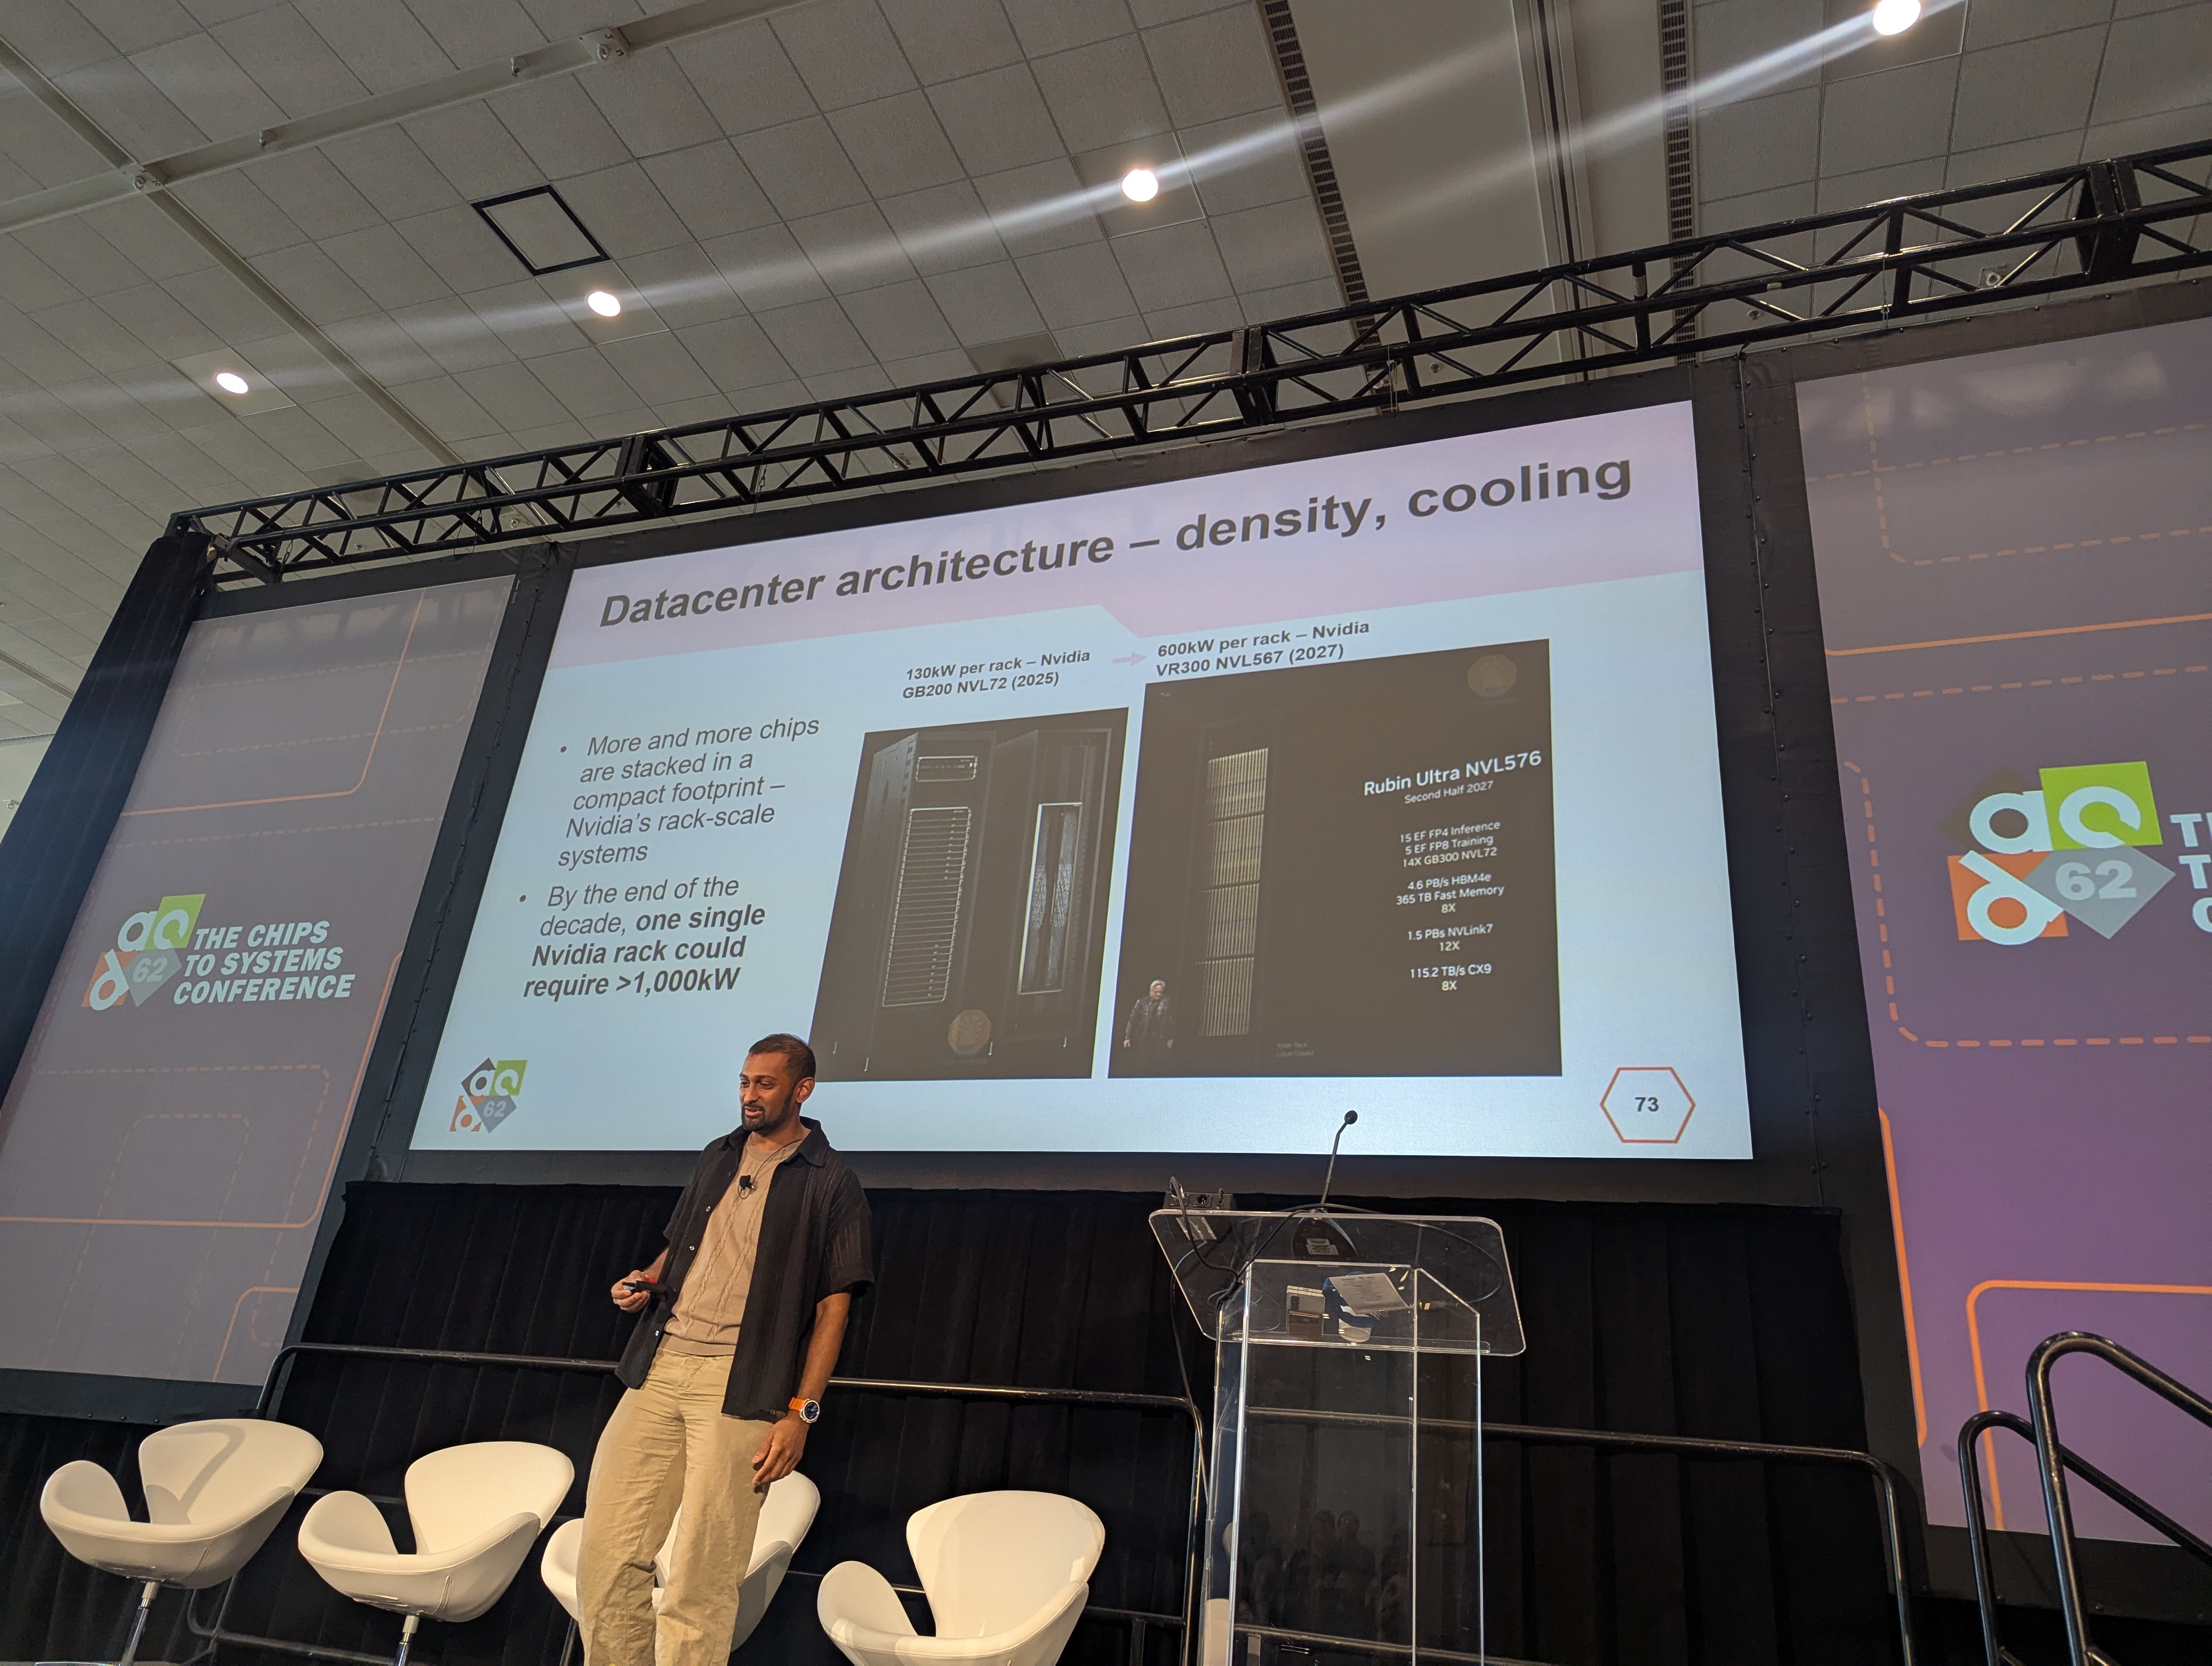 Datacenter architecture – density, cooling
130kW per rack – Nvidia
GB200 NVL72 (2025)
600kW per rack – Nvidia
VR300 NVL567 (2027)
• More and more chips
are stacked in a
compact footprint –
Nvidia's rack-scale
systems
• By the end of the
decade, one single
Nvidia rack could
require >1,000kW
Rubin Ultra NVL576
Second Half 2027
15 EF FP4 Inference
5 EF FP8 Training
14X GB300 NVL72
4.6 PB/s HBM4e
365 TB Fast Memory
8X
1.5 PBs NVLink7
12X
115.2 TB/s CX9
8X
62
73
62
THE CHIPS
TO SYSTEMS
CONFERENCE
62